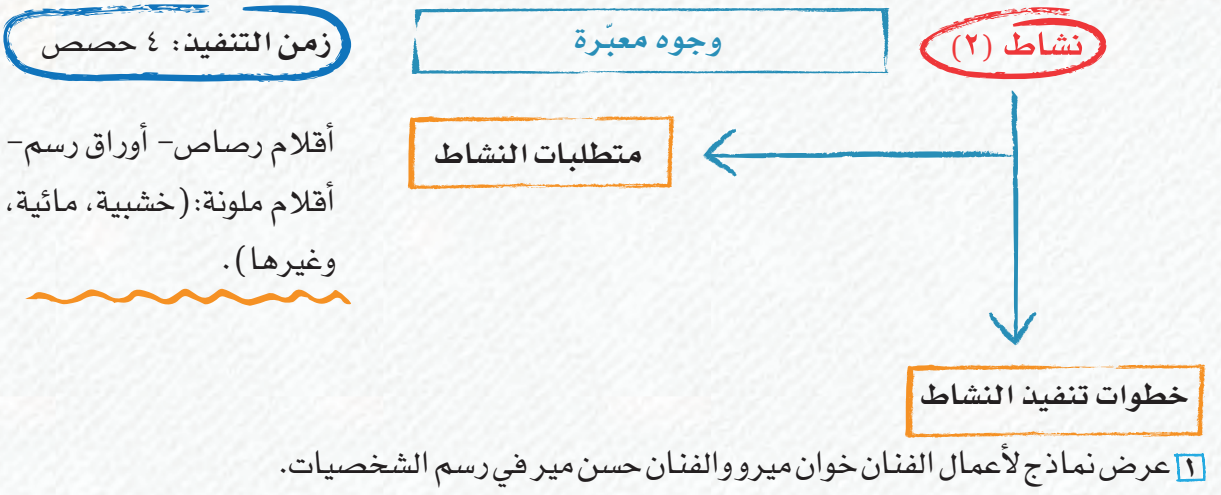 نشاط (٢)
وجوه معبّرة
زمن التنفيذ: ٤ حصص
متطلبات النشاط
أقلام رصاص- أوراق رسم-
أقلام ملونة:(خشبية، مائية،
وغيرها).
خطوات تنفيذ النشاط
١ عرض نماذج لأعمال الفنان خوان ميرو والفنان حسن مير في رسم الشخصيات.